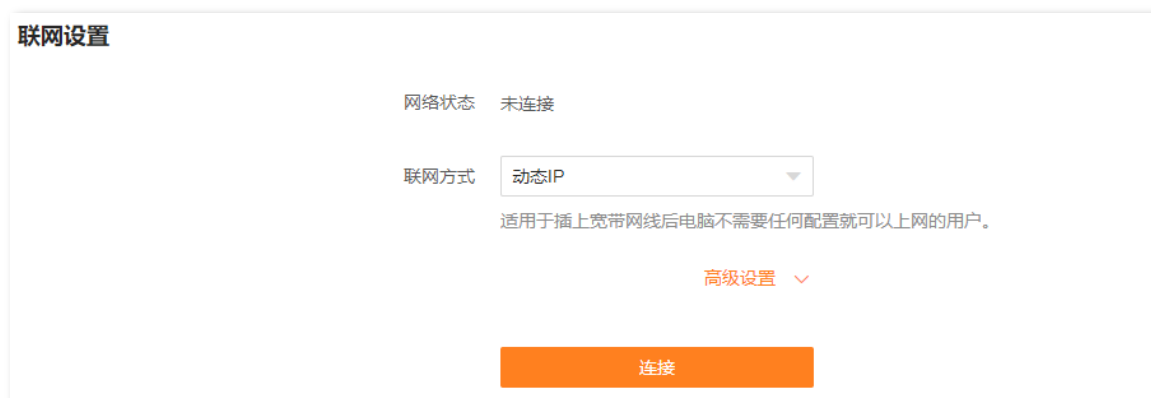 联网设置
网络状态 未连接
联网方式 动态IP
适用于插上宽带网线后电脑不需要任何配置就可以上网的用户。
高级设置
连接